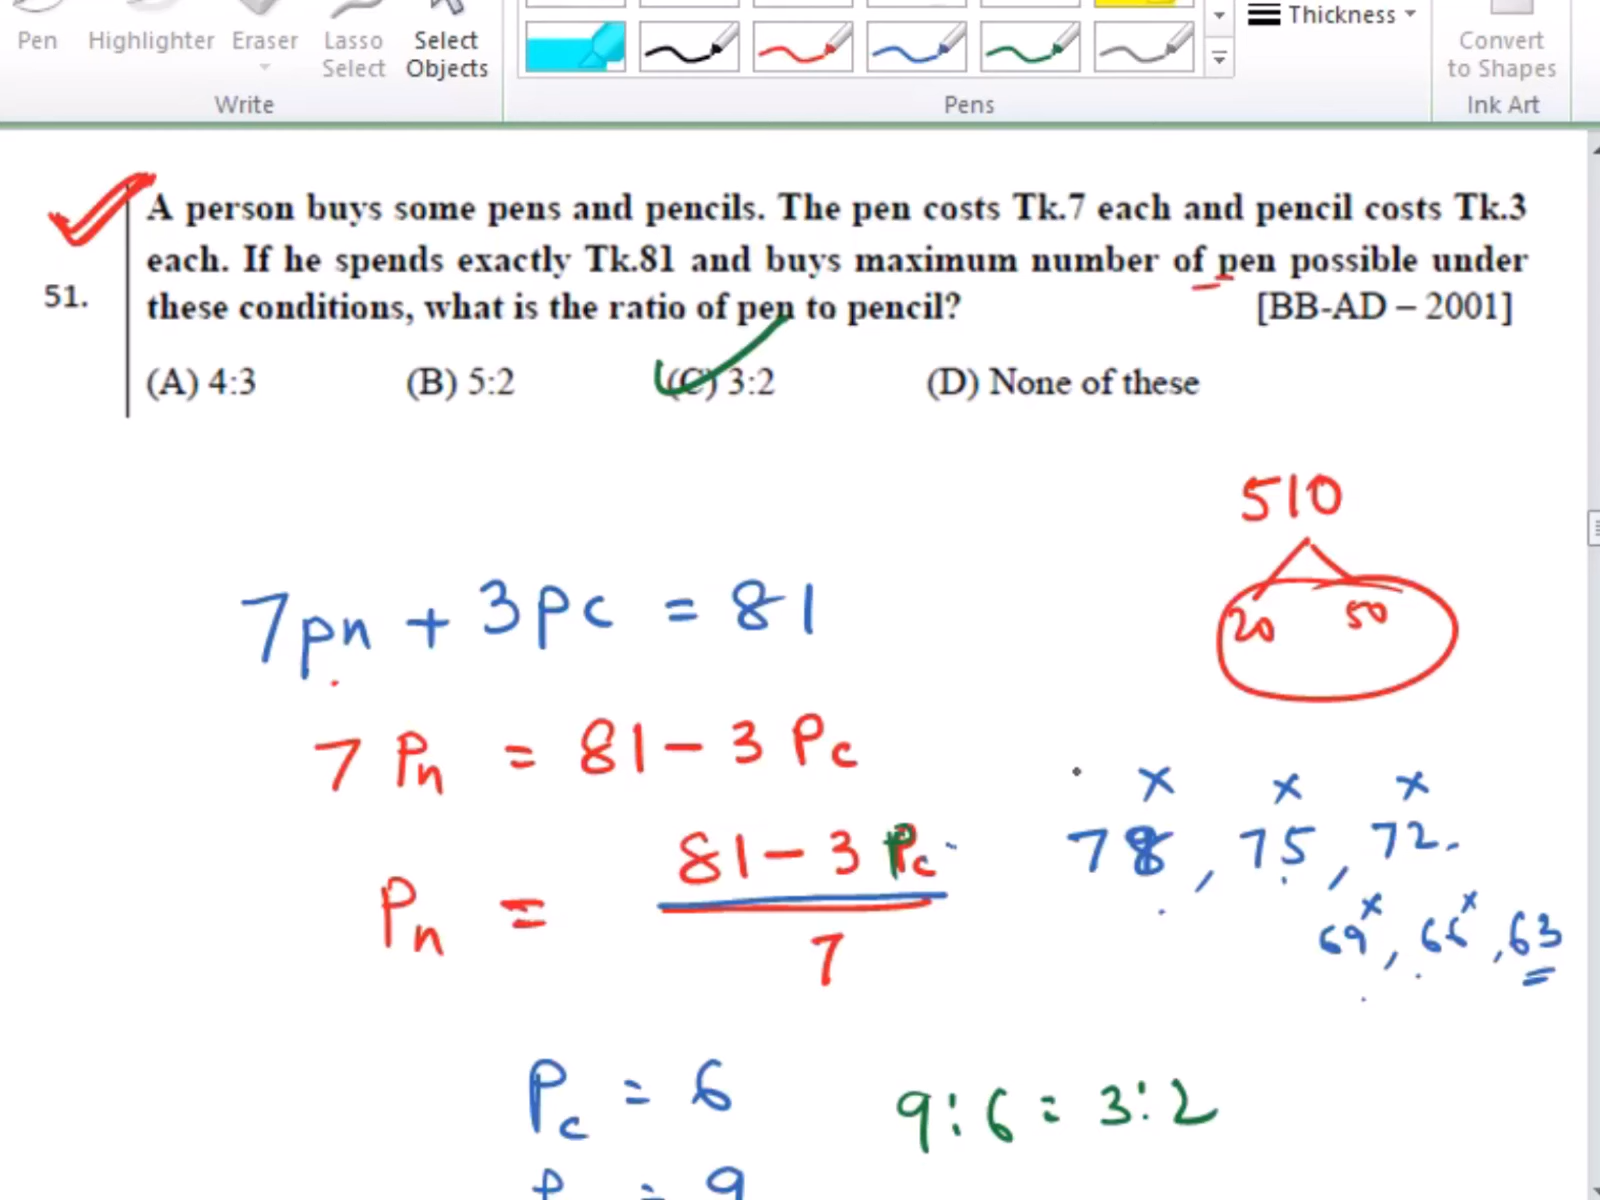 Pen Highlighter Eraser Lasso Select Select Objects
Thickness
Convert to Shapes
Write Pens Ink Art
51.
A person buys some pens and pencils. The pen costs Tk.7 each and pencil costs Tk.3
each. If he spends exactly Tk.81 and buys maximum number of pen possible under
these conditions, what is the ratio of pen to pencil? [BB-AD – 2001]
(A) 4:3 (B) 5:2 (C) 3:2 (D) None of these
510
20 50
7pn + 3pc = 81
7 Pn = 81 - 3 Pc
x x x
78, 75, 72.
Pn = 81 - 3 Pc
7
x x
69, 66, 63
Pc = 6
9:6 = 3:2
= 9